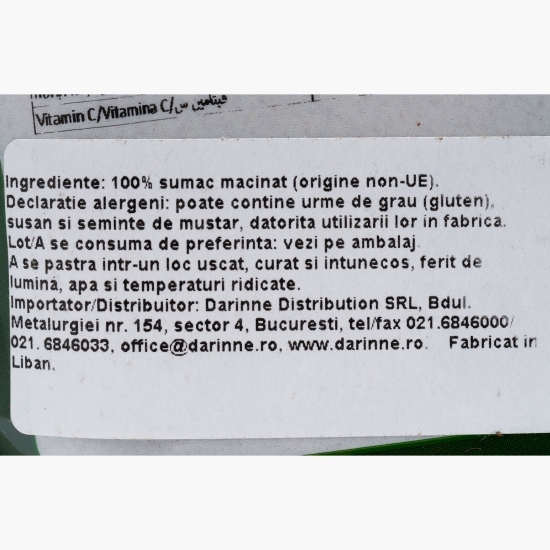 Vitamin C/Vitamina C/فيتامين س
Ingrediente: 100% sumac macinat (origine non-UE).
Declaratie alergeni: poate contine urme de grau (gluten),
susan si seminte de mustar, datorita utilizarii lor in fabrica.
Lot/A se consuma de preferinta: vezi pe ambalaj.
A se pastra intr-un loc uscat, curat si intunecos, ferit de
lumina, apa si temperaturi ridicate.
Importator/Distribuitor: Darinne Distribution SRL, Bdul.
Metalurgiei nr. 154, sector 4, Bucuresti, tel/fax 021.6846000/
021. 6846033, office@darinne.ro, www.darinne.ro. Fabricat in
Liban.